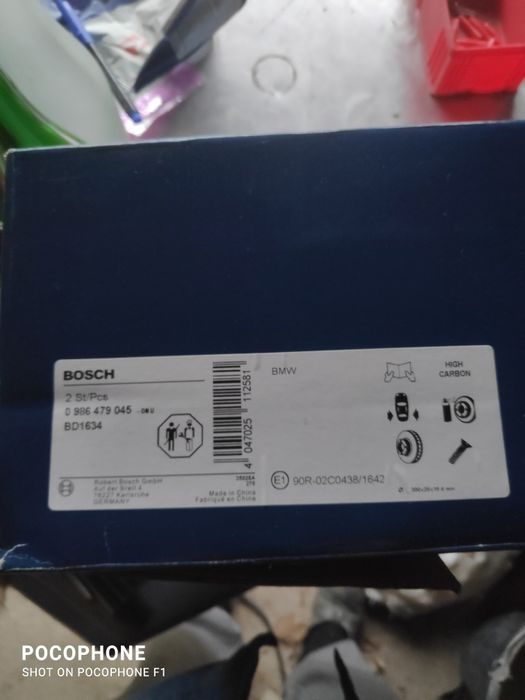 BOSCH
2 St/Pcs
0 986 479 045
BD1634
4 047025 112581
BMW
HIGH
CARBON
E1 90R-02C0438/1642
Robert Bosch GmbH
Auf der Breit 4
76227 Karlsruhe
GERMANY
Made in China
Fabriqué en Chine
POCOPHONE
SHOT ON POCOPHONE F1